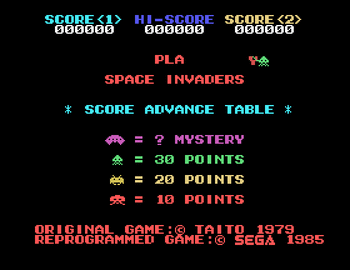 SCORE<1> HI-SCORE SCORE<2>
000000 000000 000000
PLA
SPACE INVADERS
* SCORE ADVANCE TABLE *
= ? MYSTERY
= 30 POINTS
= 20 POINTS
= 10 POINTS
ORIGINAL GAME:© TAITO 1979
REPROGRAMMED GAME:© SEGA 1985